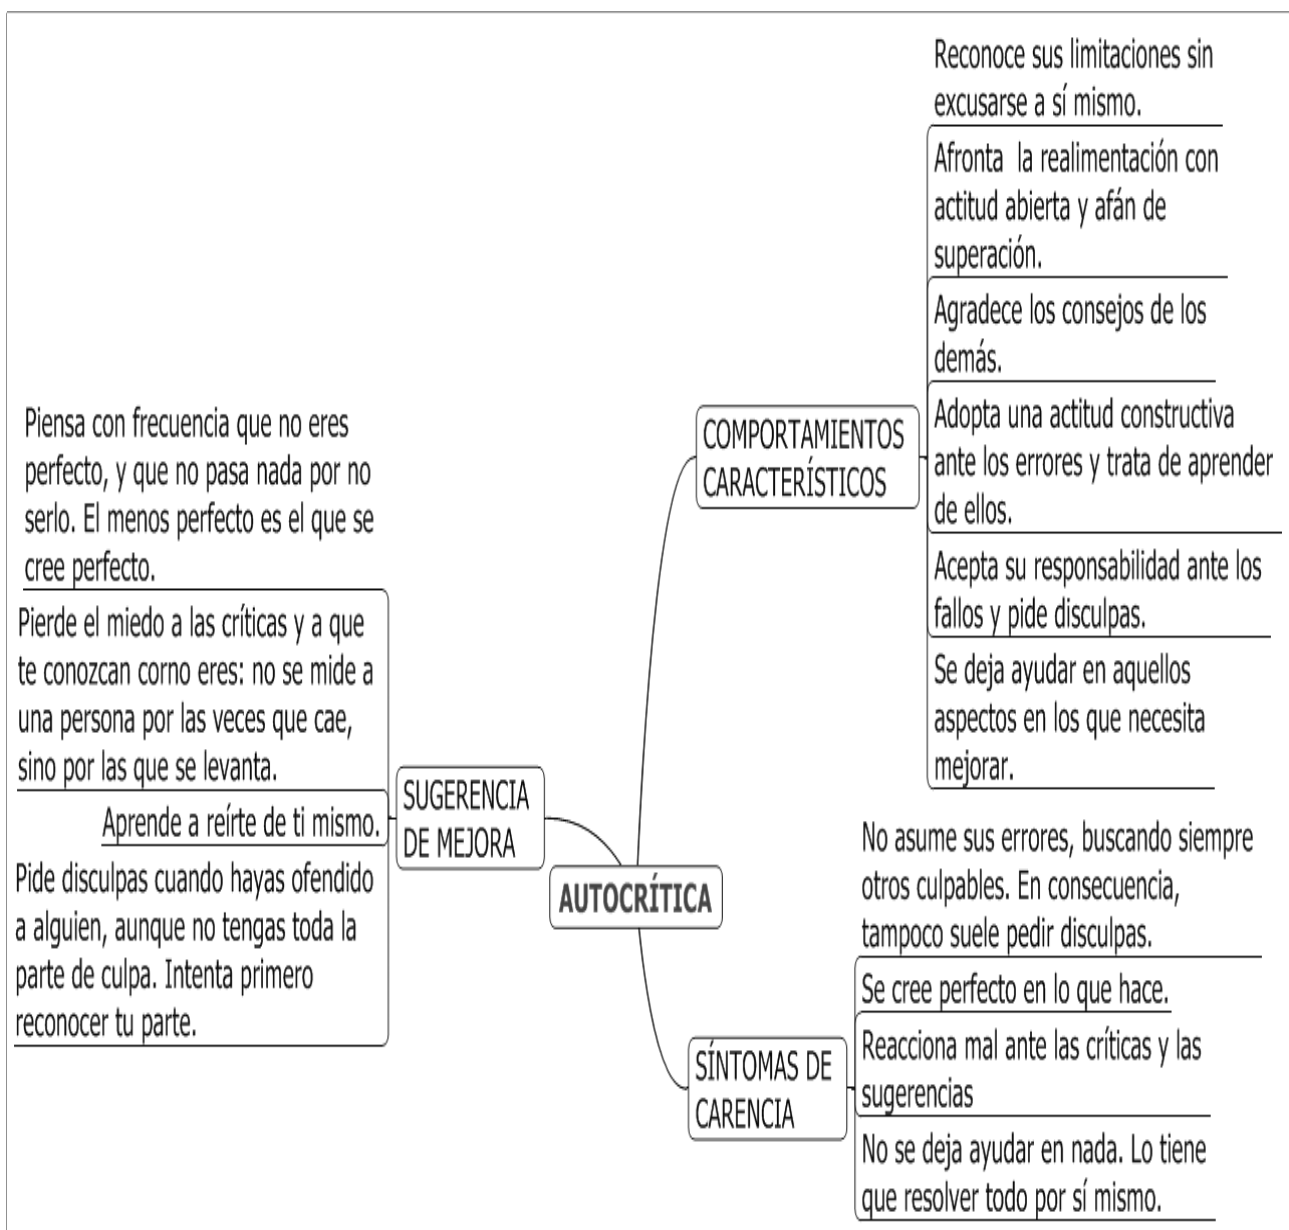 Reconoce sus limitaciones sin
excusarse a sí mismo.
Afronta la realimentación con
actitud abierta y afán de
superación.
Agradece los consejos de los
demás.
COMPORTAMIENTOS
CARACTERÍSTICOS
Adopta una actitud constructiva
ante los errores y trata de aprender
de ellos.
Acepta su responsabilidad ante los
fallos y pide disculpas.
Se deja ayudar en aquellos
aspectos en los que necesita
mejorar.
Piensa con frecuencia que no eres
perfecto, y que no pasa nada por no
serlo. El menos perfecto es el que se
cree perfecto.
Pierde el miedo a las críticas y a que
te conozcan corno eres: no se mide a
una persona por las veces que cae,
sino por las que se levanta.
SUGERENCIA
DE MEJORA
Aprende a reírte de ti mismo.
Pide disculpas cuando hayas ofendido
a alguien, aunque no tengas toda la
parte de culpa. Intenta primero
reconocer tu parte.
AUTOCRÍTICA
No asume sus errores, buscando siempre
otros culpables. En consecuencia,
tampoco suele pedir disculpas.
Se cree perfecto en lo que hace.
SÍNTOMAS DE
CARENCIA
Reacciona mal ante las críticas y las
sugerencias
No se deja ayudar en nada. Lo tiene
que resolver todo por sí mismo.